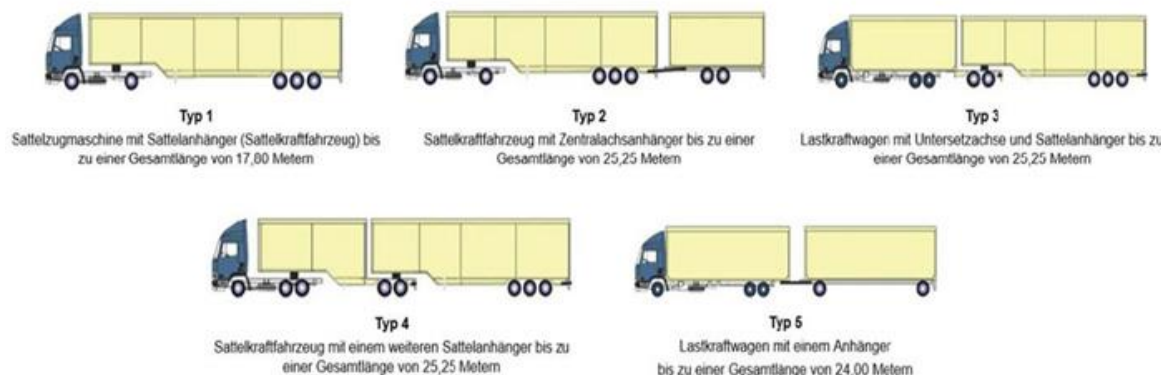 Typ 1
Sattelzugmaschine mit Sattelanhänger (Sattelkraftfahrzeug) bis
zu einer Gesamtlänge von 17,80 Metern
Typ 2
Sattelkraftfahrzeug mit Zentralachsanhänger bis zu einer
Gesamtlänge von 25,25 Metern
Typ 3
Lastkraftwagen mit Untersetzachse und Sattelanhänger bis zu
einer Gesamtlänge von 25,25 Metern
Typ 4
Sattelkraftfahrzeug mit einem weiteren Sattelanhänger bis zu
einer Gesamtlänge von 25,25 Metern
Typ 5
Lastkraftwagen mit einem Anhänger
bis zu einer Gesamtlänge von 24,00 Metern